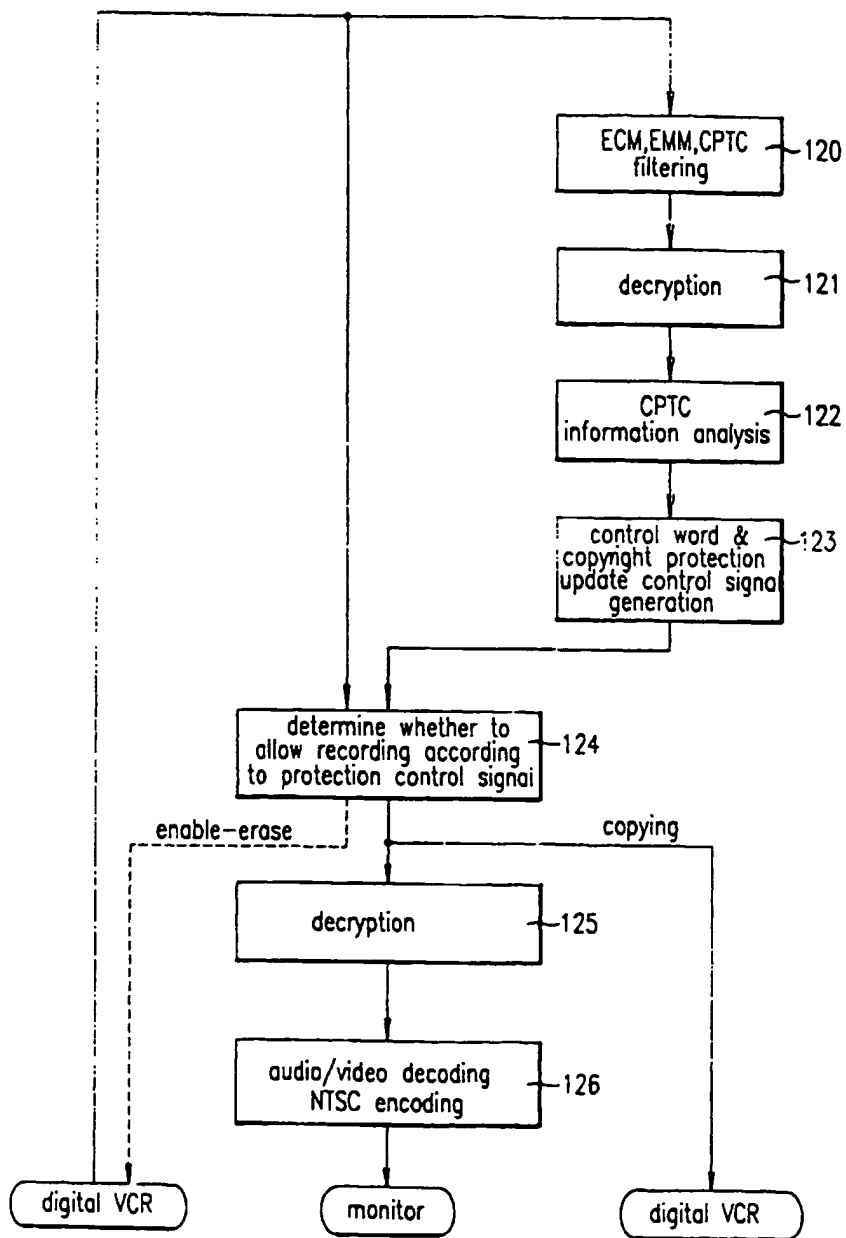 ECM,EMM,CPTC
filtering
120
decryption
121
CPTC
information analysis
122
control word &
copyright protection
update control signal
generation
123
determine whether to
allow recording according
to protection control signal
124
enable-erase
copying
decryption
125
audio/video decoding
NTSC encoding
126
digital VCR
monitor
digital VCR